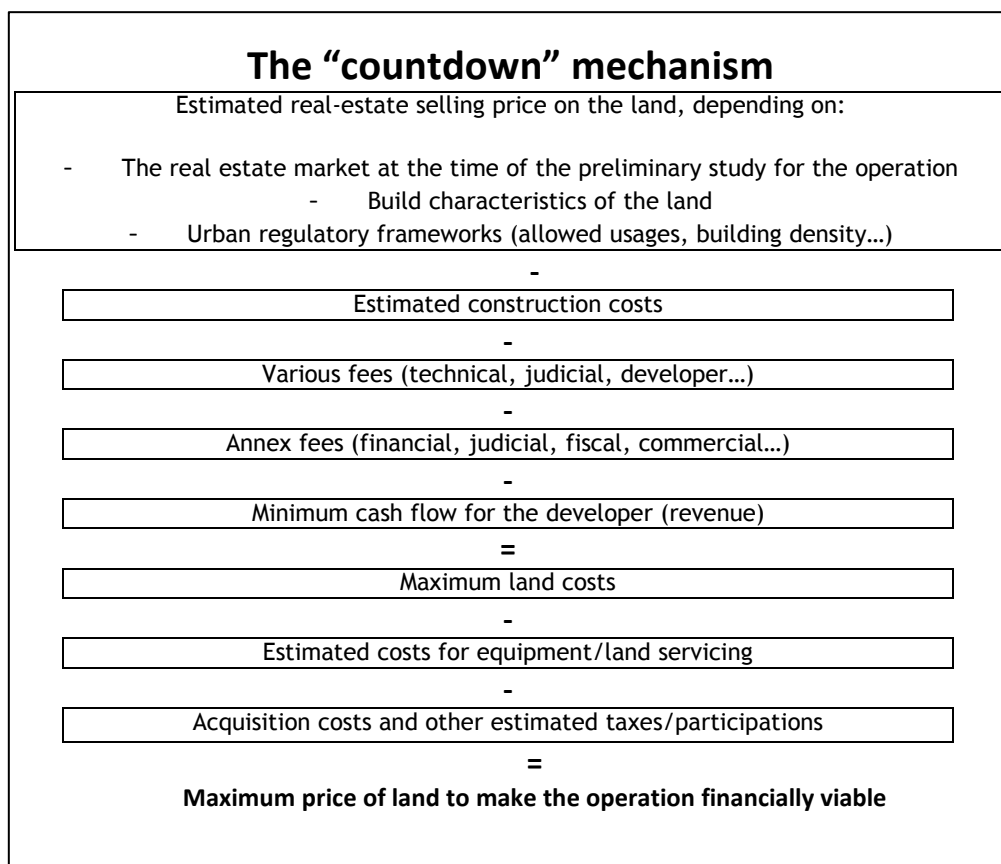 The “countdown” mechanism
Estimated real-estate selling price on the land, depending on:
- The real estate market at the time of the preliminary study for the operation
- Build characteristics of the land
- Urban regulatory frameworks (allowed usages, building density…)
-
Estimated construction costs
-
Various fees (technical, judicial, developer…)
-
Annex fees (financial, judicial, fiscal, commercial…)
-
Minimum cash flow for the developer (revenue)
=
Maximum land costs
-
Estimated costs for equipment/land servicing
-
Acquisition costs and other estimated taxes/participations
=
Maximum price of land to make the operation financially viable